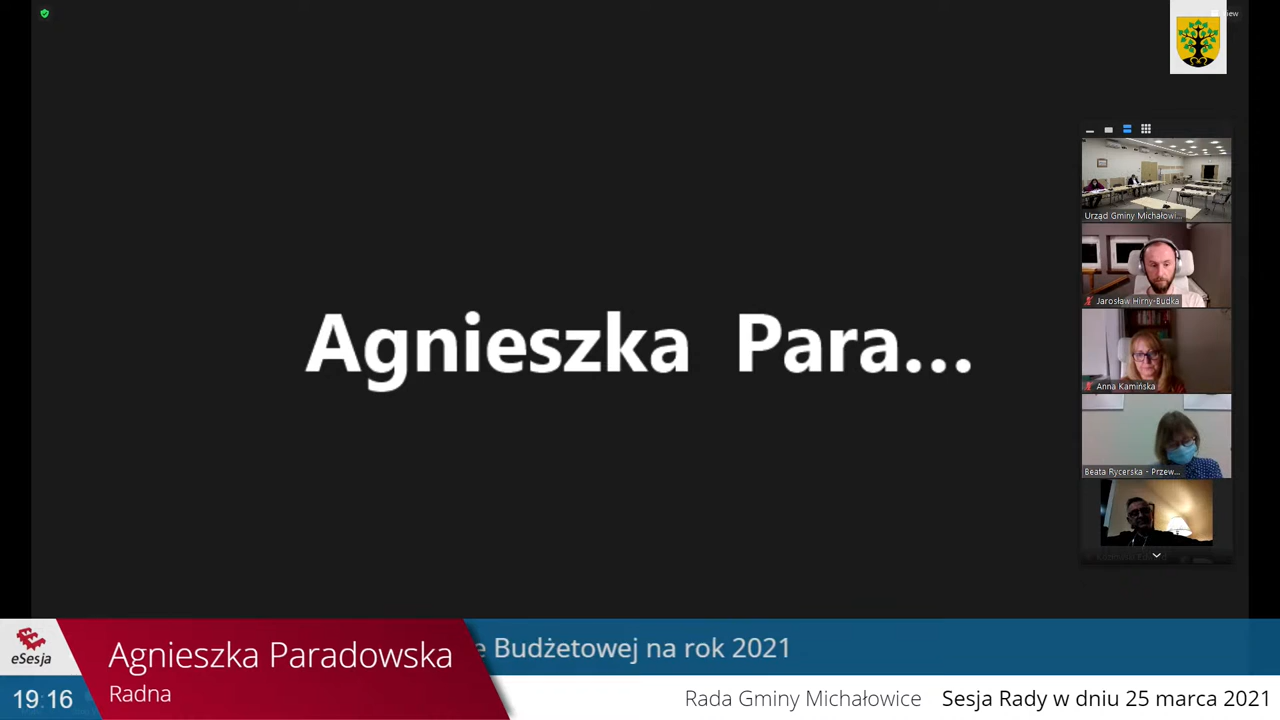 iew
Urząd Gminy Michałowi...
Jarosław Hirny-Budka
Anna Kamińska
Beata Rycerska - Przew...
Agnieszka Para...
eSesja
Agnieszka Paradowska
Radna
e Budżetowej na rok 2021
19:16
Rada Gminy Michałowice
Sesja Rady w dniu 25 marca 2021